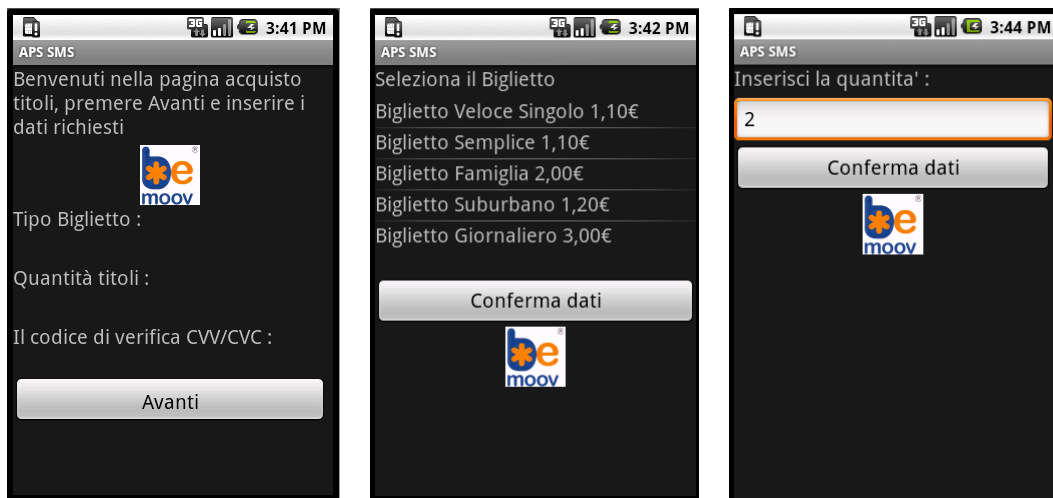 3G 3:41 PM
APS SMS
Benvenuti nella pagina acquisto
titoli, premere Avanti e inserire i
dati richiesti
be ®
moov
Tipo Biglietto :
Quantità titoli :
Il codice di verifica CVV/CVC :
Avanti
3G 3:42 PM
APS SMS
Seleziona il Biglietto
Biglietto Veloce Singolo 1,10€
Biglietto Semplice 1,10€
Biglietto Famiglia 2,00€
Biglietto Suburbano 1,20€
Biglietto Giornaliero 3,00€
Conferma dati
be ®
moov
3G 3:44 PM
APS SMS
Inserisci la quantita' :
2
Conferma dati
be ®
moov